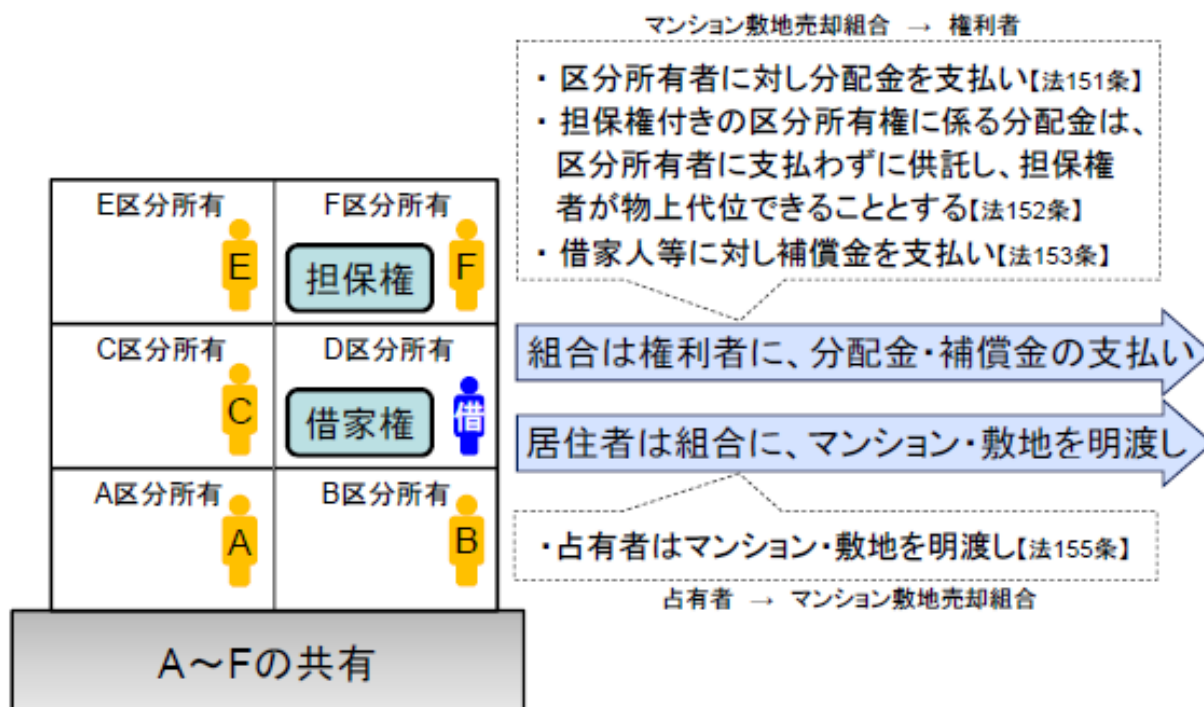 マンション敷地売却組合 → 権利者
・区分所有者に対し分配金を支払い【法151条】
・担保権付きの区分所有権に係る分配金は、
区分所有者に支払わずに供託し、担保権
者が物上代位できることとする【法152条】
・借家人等に対し補償金を支払い【法153条】
E区分所有
F区分所有
E
担保権
F
C区分所有
D区分所有
C
借家権
借
A区分所有
B区分所有
A
B
A～Fの共有
組合は権利者に、分配金・補償金の支払い
居住者は組合に、マンション・敷地を明渡し
・占有者はマンション・敷地を明渡し【法155条】
占有者 → マンション敷地売却組合